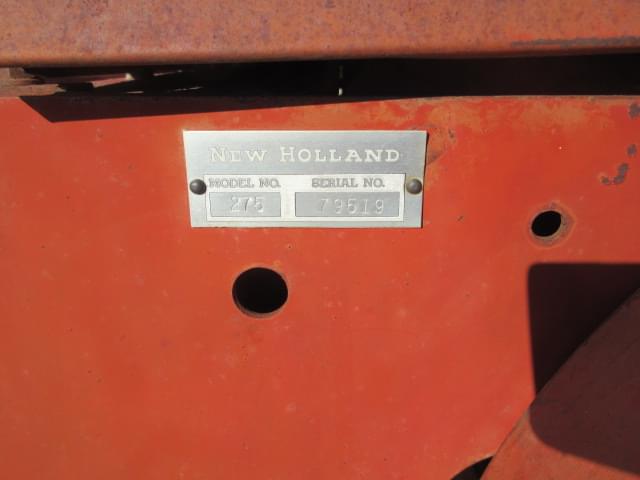 NEW HOLLAND
MODEL NO. SERIAL NO.
275 79519